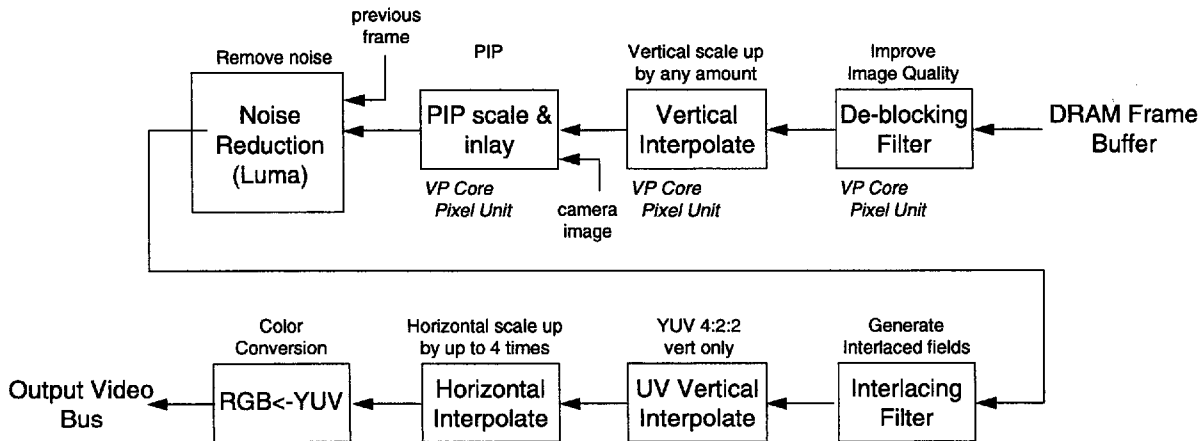 previous
frame
Remove noise
PIP
Vertical scale up
by any amount
Improve
Image Quality
Noise
Reduction
(Luma)
PIP scale &
inlay
Vertical
Interpolate
De-blocking
Filter
DRAM Frame
Buffer
VP Core
Pixel Unit
camera
image
VP Core
Pixel Unit
VP Core
Pixel Unit
Color
Conversion
Horizontal scale up
by up to 4 times
YUV 4:2:2
vert only
Generate
Interlaced fields
Output Video
Bus
RGB<-YUV
Horizontal
Interpolate
UV Vertical
Interpolate
Interlacing
Filter